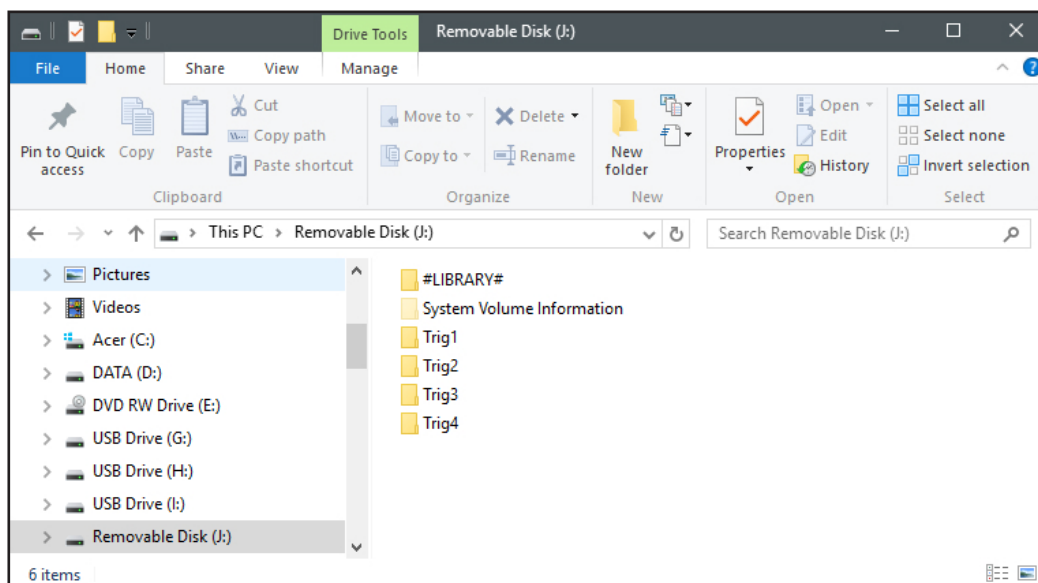 Drive Tools Removable Disk (J:)
File Home Share View Manage
Pin to Quick access
Copy
Paste
Cut
Copy path
Paste shortcut
Clipboard
Move to
Copy to
Delete
Rename
Organize
New folder
New
Properties
Open
Edit
History
Open
Select all
Select none
Invert selection
Select
This PC > Removable Disk (J:)
Search Removable Disk (J:)
Pictures
Videos
Acer (C:)
DATA (D:)
DVD RW Drive (E:)
USB Drive (G:)
USB Drive (H:)
USB Drive (I:)
Removable Disk (J:)
#LIBRARY#
System Volume Information
Trig1
Trig2
Trig3
Trig4
6 items